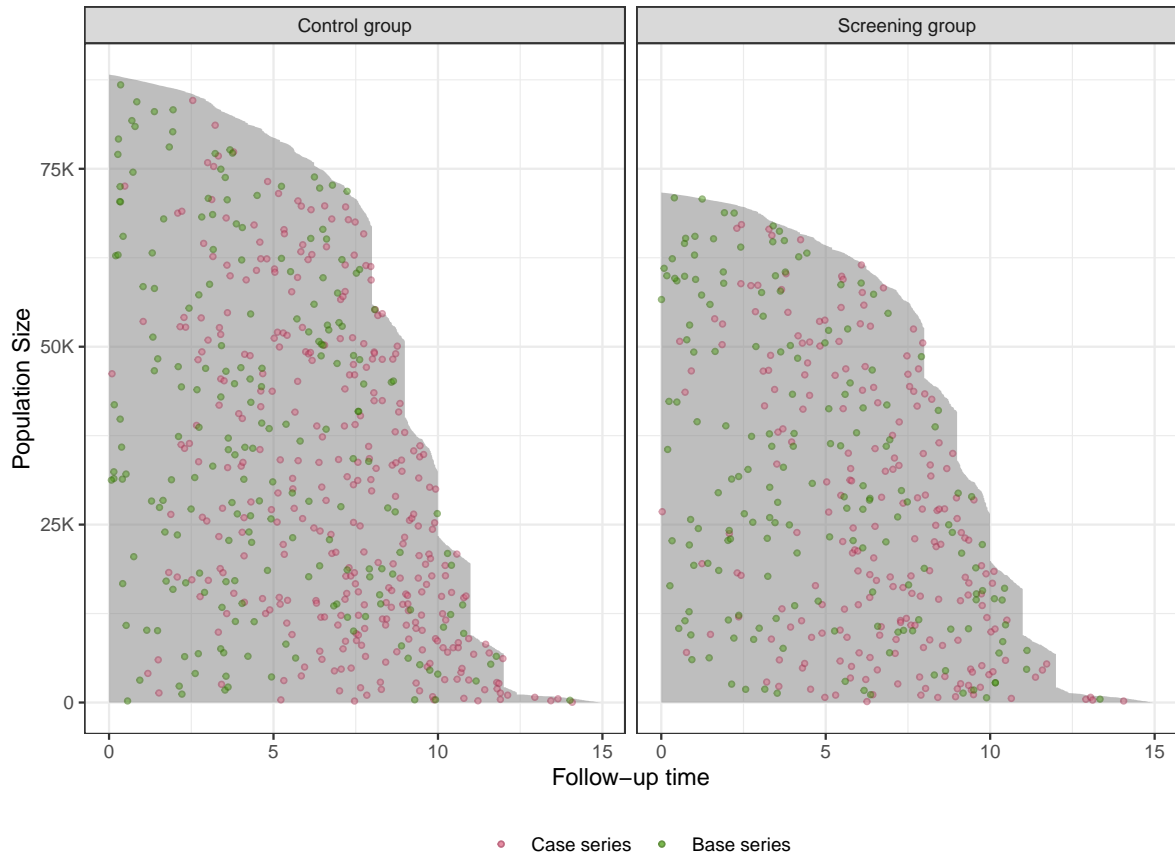 Control group
Screening group
Population Size
75K
50K
25K
0
0 5 10 15
0 5 10 15
Follow−up time
Case series
Base series